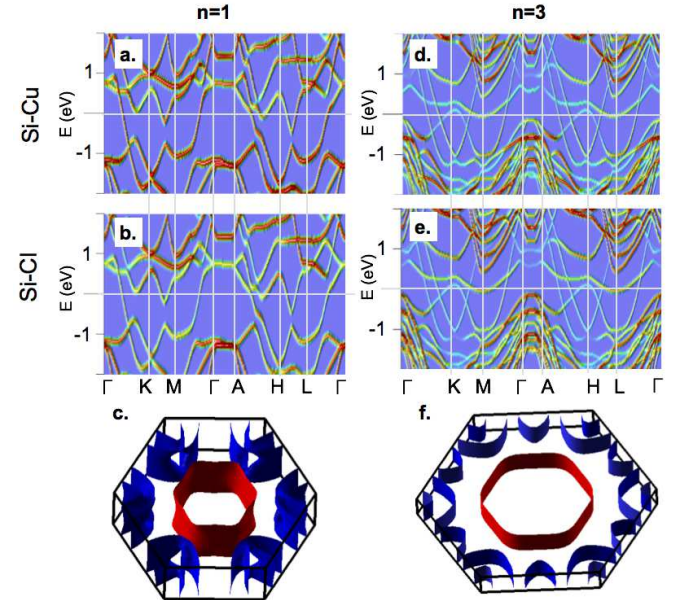 n=1 n=3
Si-Cu
a. d.
E (eV) E (eV)
1 1
-1 -1
Si-Cl
b. e.
E (eV) E (eV)
1 1
-1 -1
Γ K M Γ A H L Γ Γ K M Γ A H L Γ
c. f.